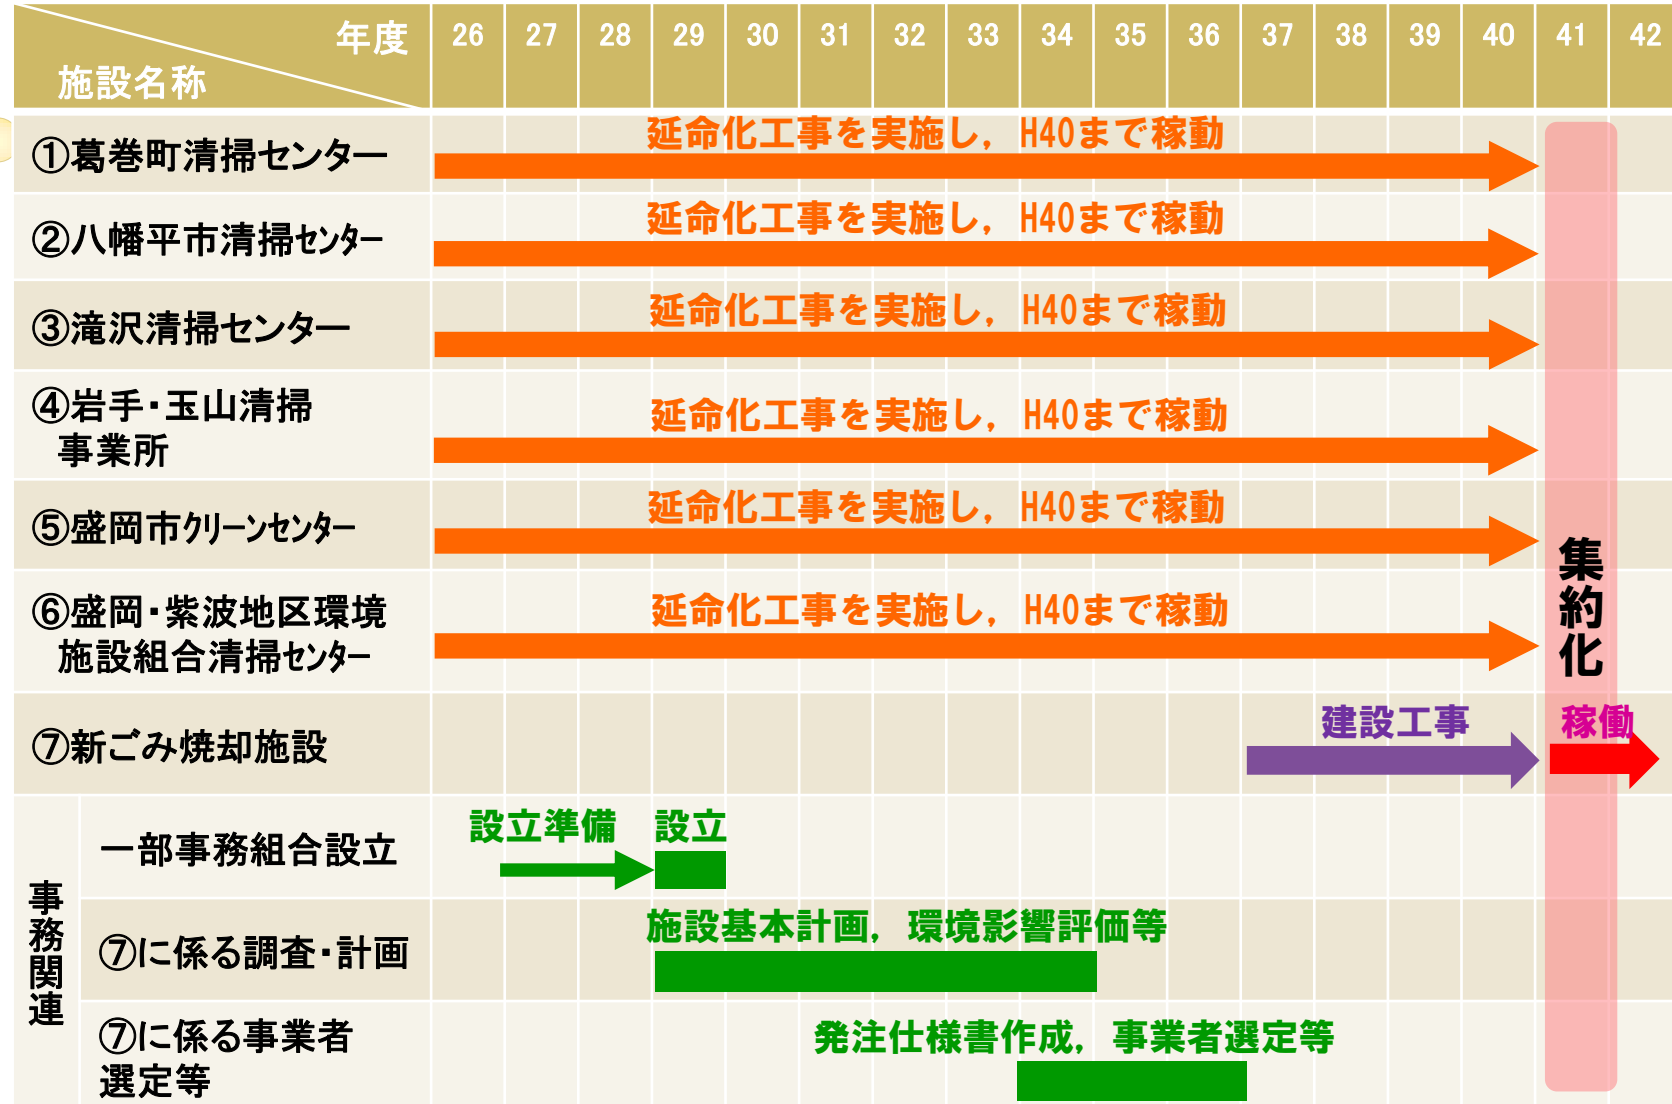 年度
施設名称
26 27 28 29 30 31 32 33 34 35 36 37 38 39 40 41 42
延命化工事を実施し，H40まで稼動
①葛巻町清掃センター
延命化工事を実施し，H40まで稼動
②八幡平市清掃ｾﾝﾀｰ
延命化工事を実施し，H40まで稼動
③滝沢清掃センター
延命化工事を実施し，H40まで稼動
④岩手・玉山清掃
事業所
延命化工事を実施し，H40まで稼動
⑤盛岡市ｸﾘｰﾝｾﾝﾀｰ
延命化工事を実施し，H40まで稼動
⑥盛岡・紫波地区環境
施設組合清掃ｾﾝﾀｰ
集約化
建設工事
稼働
⑦新ごみ焼却施設
事務関連
設立準備 設立
一部事務組合設立
施設基本計画，環境影響評価等
⑦に係る調査・計画
発注仕様書作成，事業者選定等
⑦に係る事業者
選定等